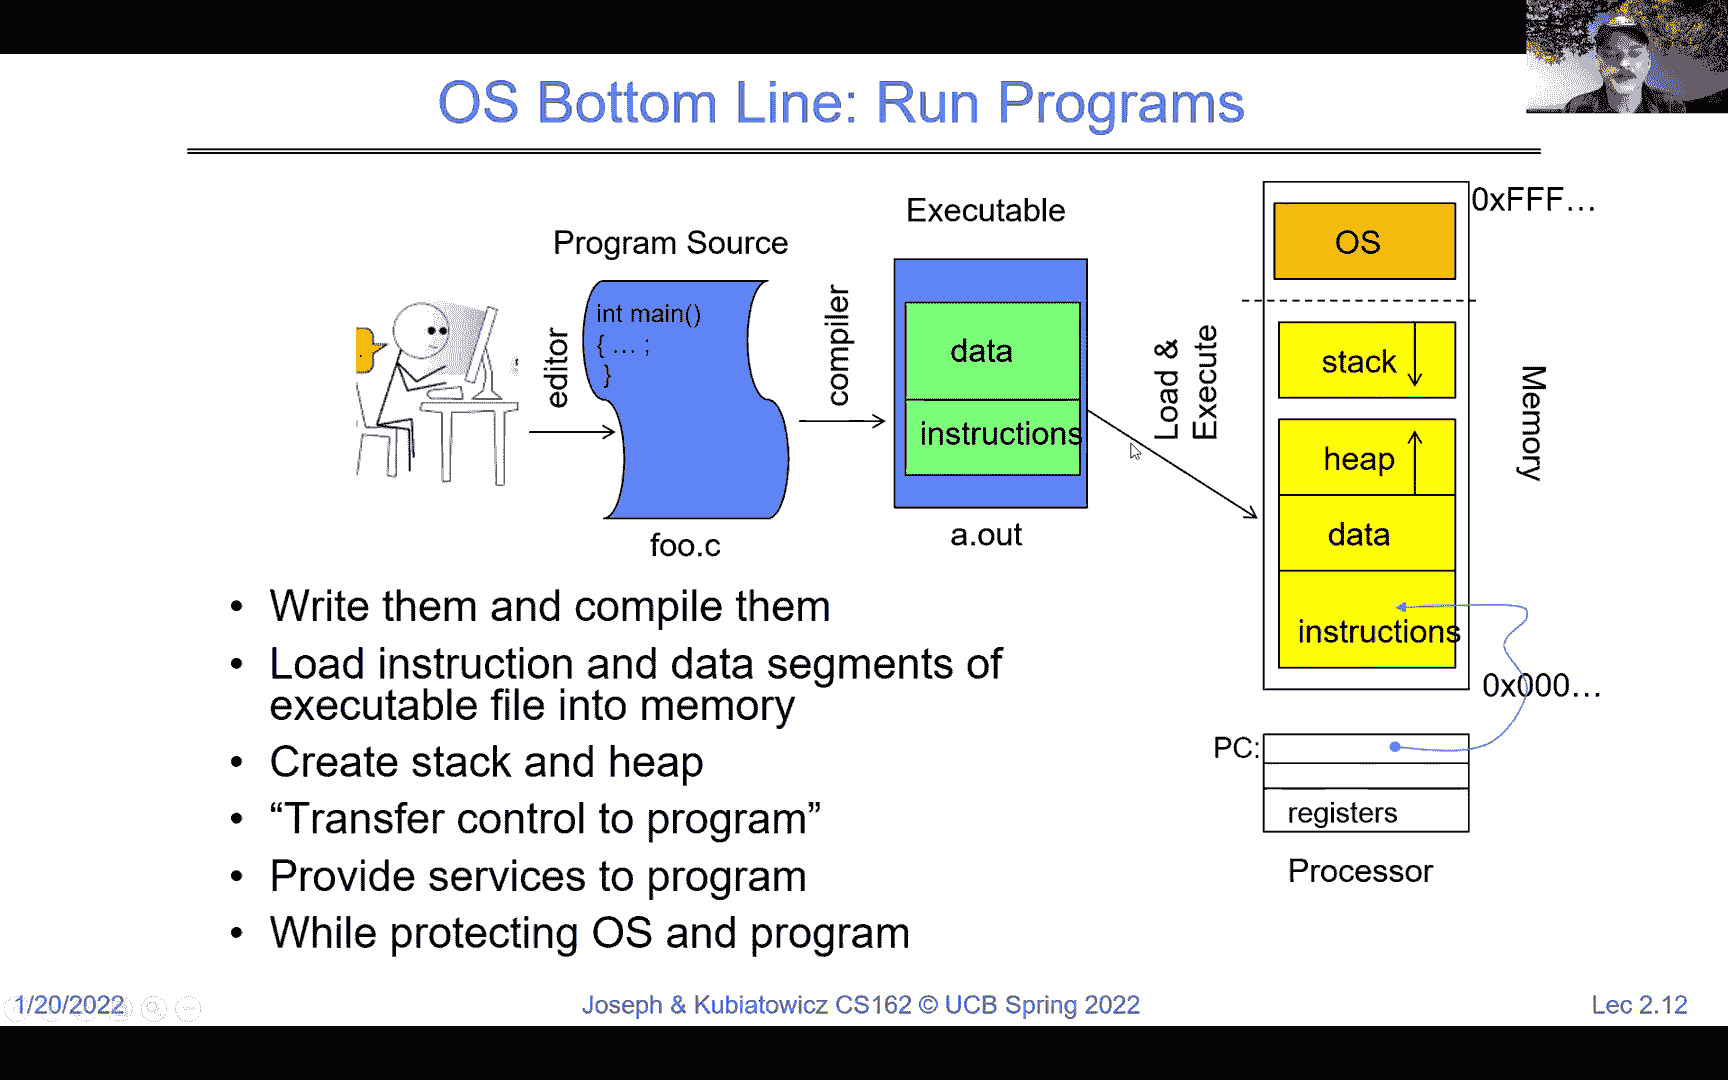 OS Bottom Line: Run Programs
Executable
Program Source
int main()
{ … ;
}
editor
compiler
data
instructions
foo.c
a.out
Load &
Execute
0xFFF…
OS
stack
heap
data
instructions
Memory
0x000…
PC:
registers
Processor
• Write them and compile them
• Load instruction and data segments of
executable file into memory
• Create stack and heap
• “Transfer control to program”
• Provide services to program
• While protecting OS and program
1/20/2022
Joseph & Kubiatowicz CS162 © UCB Spring 2022
Lec 2.12